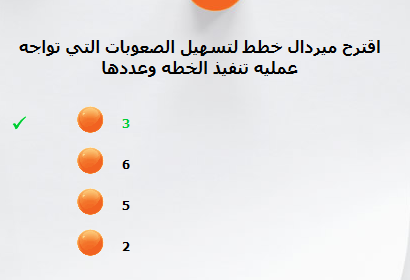 اقترح ميردال خطط لتسهيل الصعوبات التي تواجه
عمليه تنفيذ الخطه وعددها
3
6
5
2